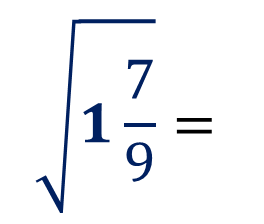 √(1 7/9) =